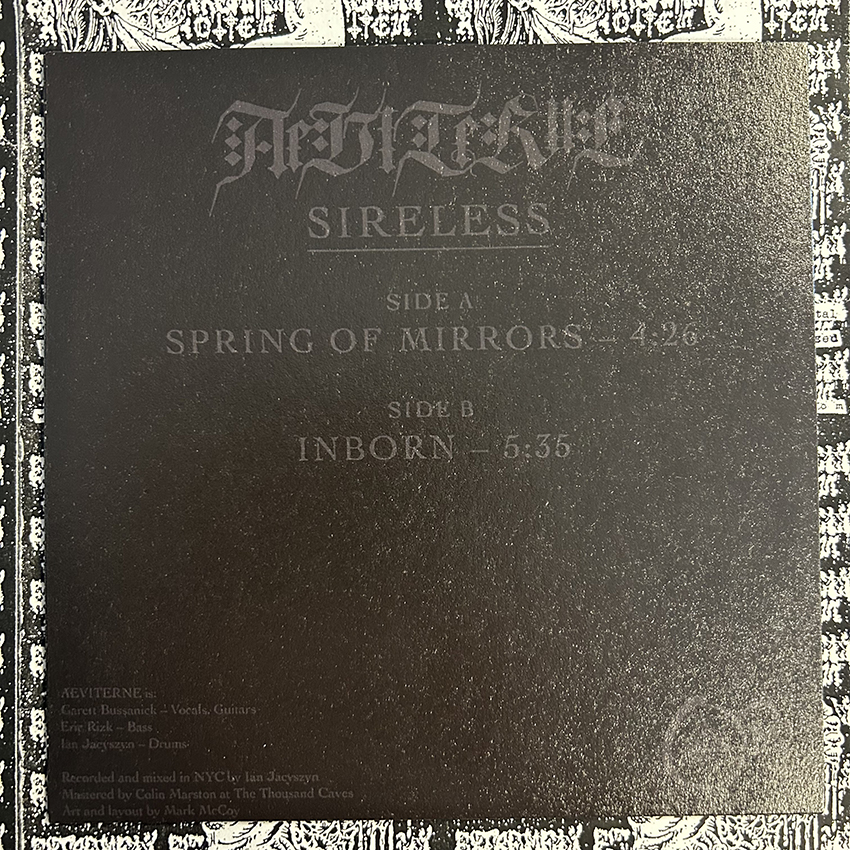 AEVITERNE
SIRELESS
SIDE A
SPRING OF MIRRORS – 4:26
SIDE B
INBORN – 5:35
AEVITERNE is:
Garett Bussanick – Vocals, Guitars
Eric Rizk – Bass
Ian Jacyszyn – Drums
Recorded and mixed in NYC by Ian Jacyszyn
Mastered by Colin Marston at The Thousand Caves
Art and layout by Mark McCoy